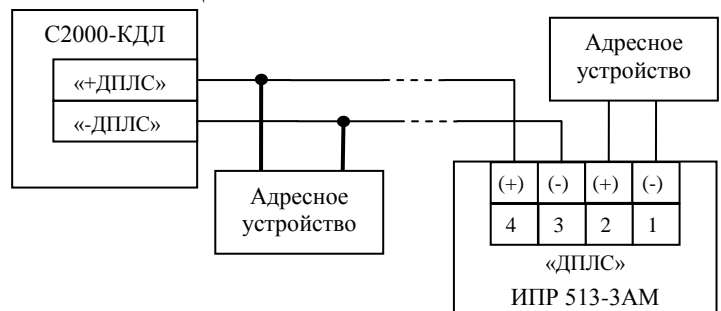 С2000-КДЛ
«+ДПЛС»
«-ДПЛС»
Адресное
устройство
Адресное
устройство
(+) (-) (+) (-)
4 3 2 1
«ДПЛС»
ИПР 513-3АМ